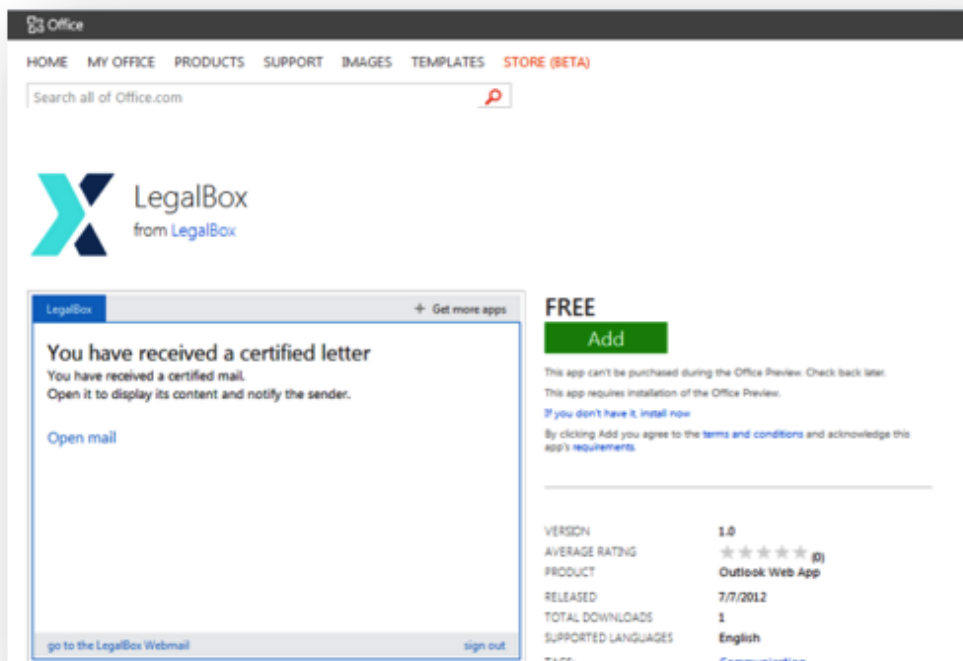 Office
HOME MY OFFICE PRODUCTS SUPPORT IMAGES TEMPLATES STORE (BETA)
Search all of Office.com
LegalBox
from LegalBox
LegalBox
+ Get more apps
You have received a certified letter
You have received a certified mail.
Open it to display its content and notify the sender.
Open mail
go to the LegalBox Webmail
sign out
FREE
Add
This app can't be purchased during the Office Preview. Check back later.
This app requires installation of the Office Preview.
If you don't have it, install now
By clicking Add you agree to the terms and conditions and acknowledge this
app's requirements.
VERSION 1.0
AVERAGE RATING (0)
PRODUCT Outlook Web App
RELEASED 7/7/2012
TOTAL DOWNLOADS 1
SUPPORTED LANGUAGES English
TAGS Communication